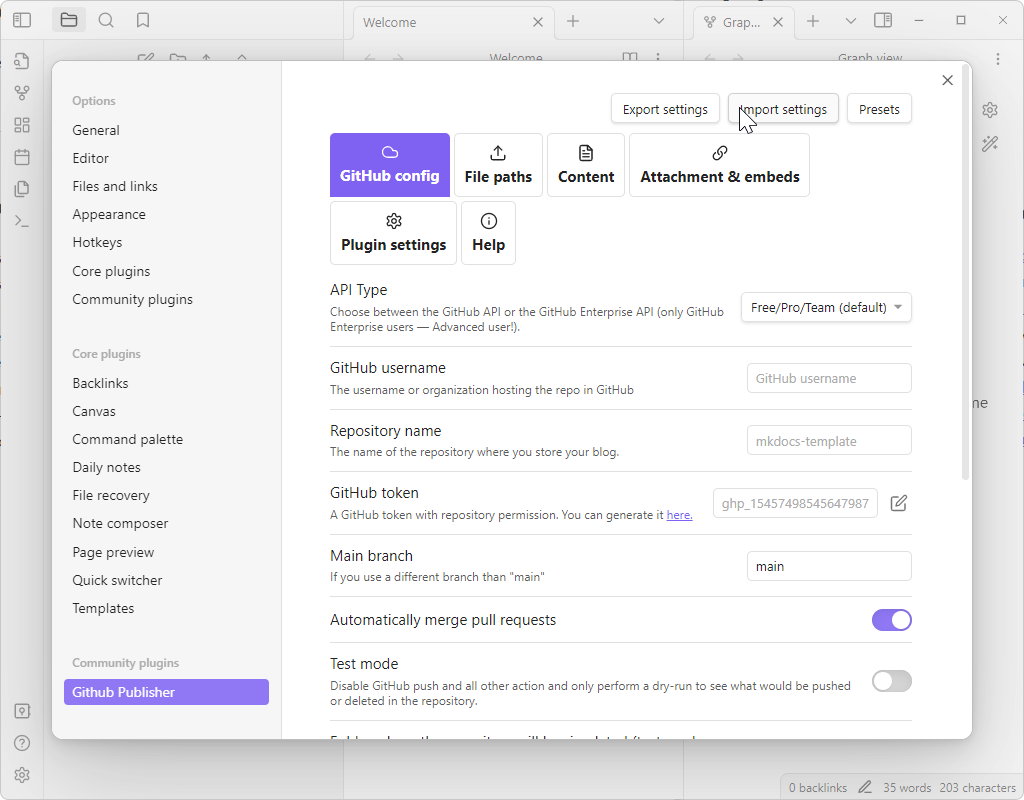 Welcome
Grap...
Welcome
Graph view
Options
General
Editor
Files and links
Appearance
Hotkeys
Core plugins
Community plugins
Core plugins
Backlinks
Canvas
Command palette
Daily notes
File recovery
Note composer
Page preview
Quick switcher
Templates
Community plugins
Github Publisher
Export settings
Import settings
Presets
GitHub config
File paths
Content
Attachment & embeds
Plugin settings
Help
API Type
Choose between the GitHub API or the GitHub Enterprise API (only GitHub
Enterprise users — Advanced user!).
Free/Pro/Team (default)
GitHub username
The username or organization hosting the repo in GitHub
GitHub username
Repository name
The name of the repository where you store your blog.
mkdocs-template
GitHub token
A GitHub token with repository permission. You can generate it here.
ghp_15457498545647987
Main branch
If you use a different branch than "main"
main
Automatically merge pull requests
Test mode
Disable GitHub push and all other action and only perform a dry-run to see what would be pushed
or deleted in the repository.
0 backlinks
35 words
203 characters